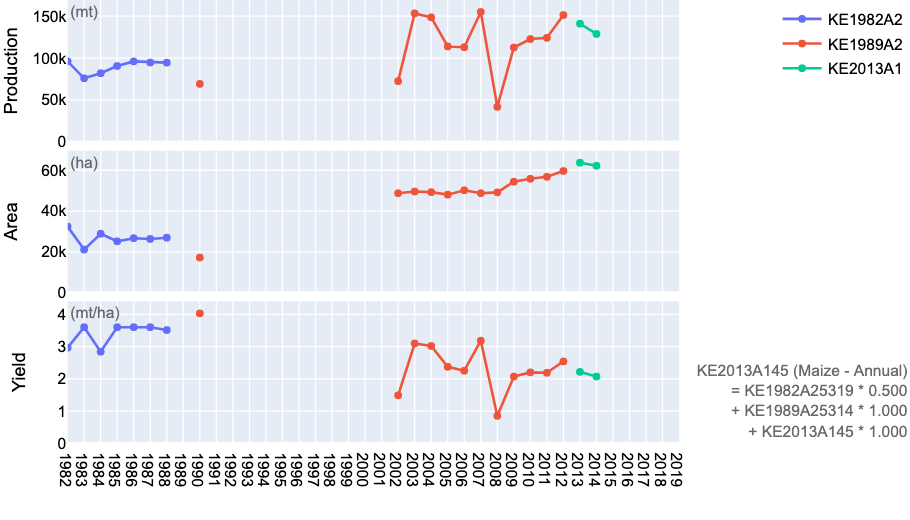 Production
(mt)
150k
100k
50k
0
KE1982A2
KE1989A2
KE2013A1
Area
(ha)
60k
40k
20k
0
Yield
(mt/ha)
4
3
2
1
0
1982
1983
1984
1985
1986
1987
1988
1989
1990
1991
1992
1993
1994
1995
1996
1997
1998
1999
2000
2001
2002
2003
2004
2005
2006
2007
2008
2009
2010
2011
2012
2013
2014
2015
2016
2017
2018
2019
KE2013A145 (Maize - Annual)
= KE1982A25319 * 0.500
+ KE1989A25314 * 1.000
+ KE2013A145 * 1.000